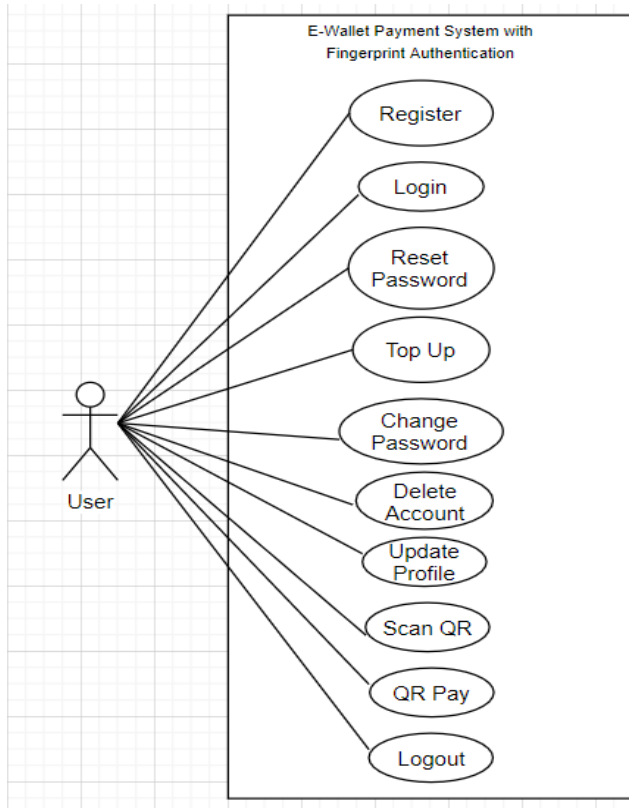 E-Wallet Payment System with
Fingerprint Authentication
Register
Login
Reset
Password
Top Up
Change
Password
Delete
Account
Update
Profile
Scan QR
QR Pay
Logout
User